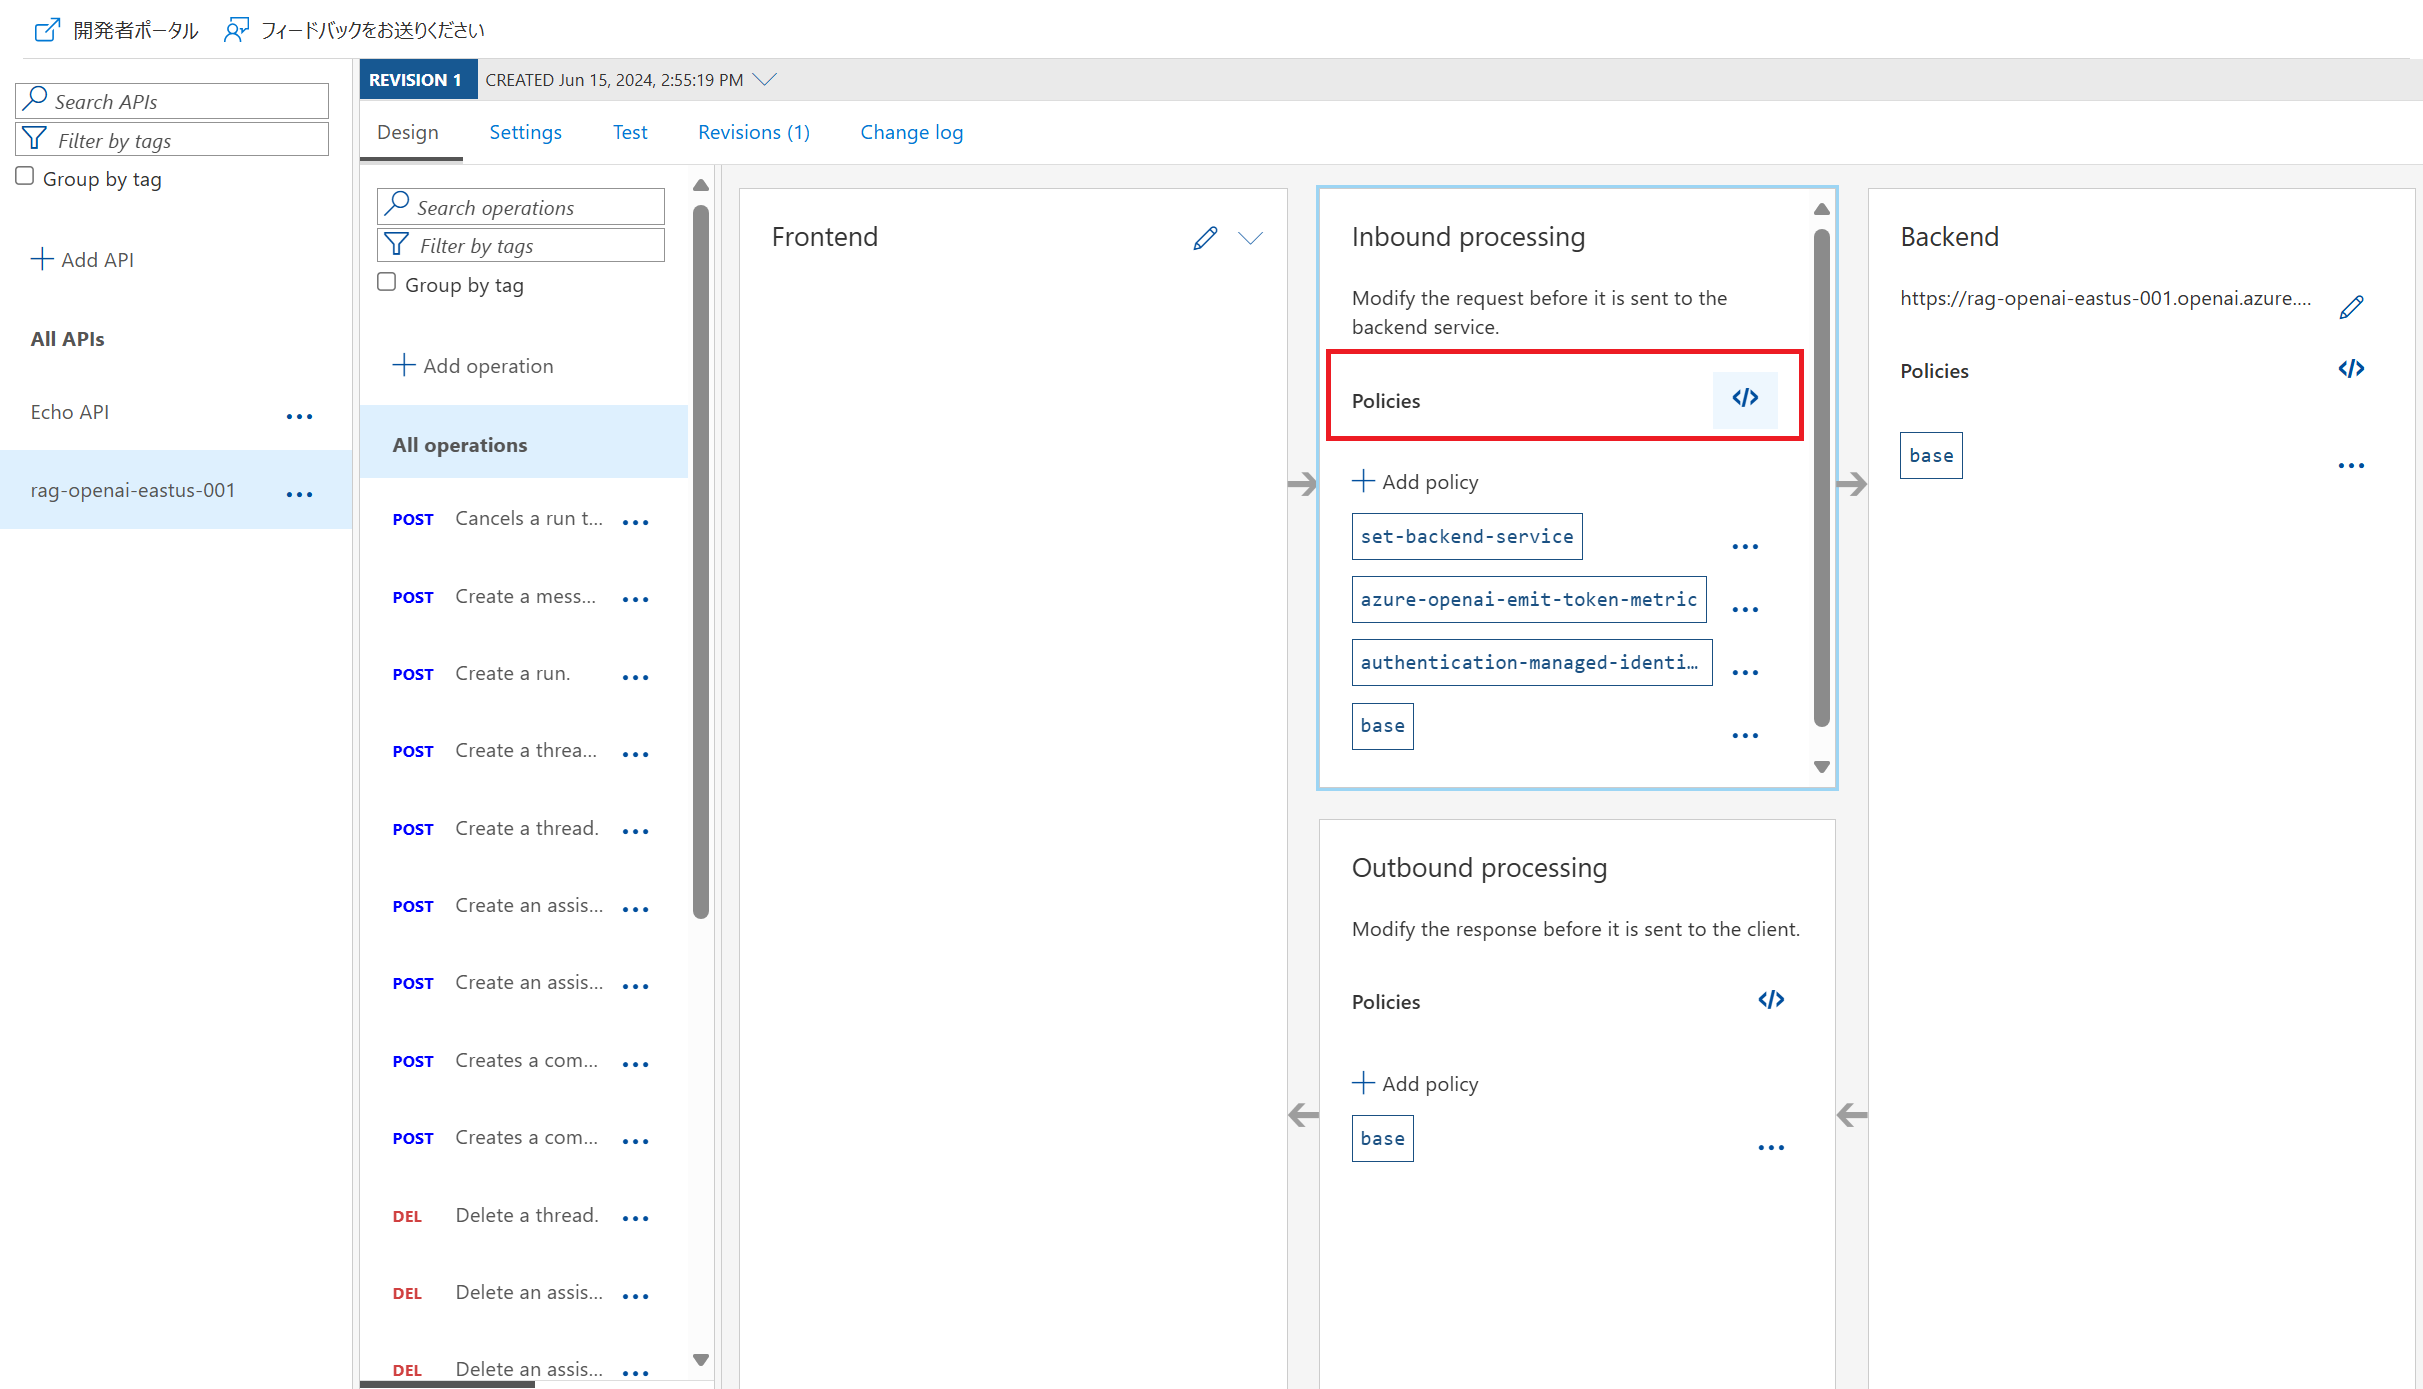 開発者ポータル フィードバックをお送りください
Search APIs
Filter by tags
Group by tag
Add API
All APIs
Echo API
rag-openai-eastus-001
REVISION 1 CREATED Jun 15, 2024, 2:55:19 PM
Design Settings Test Revisions (1) Change log
Search operations
Filter by tags
Group by tag
Add operation
All operations
POST Cancels a run t...
POST Create a mess...
POST Create a run.
POST Create a threa...
POST Create a thread.
POST Create an assis...
POST Create an assis...
POST Creates a com...
POST Creates a com...
DEL Delete a thread.
DEL Delete an assis...
DEL Delete an assis...
Frontend
Inbound processing
Modify the request before it is sent to the
backend service.
Policies </>
Add policy
set-backend-service
azure-openai-emit-token-metric
authentication-managed-identi...
base
Outbound processing
Modify the response before it is sent to the client.
Policies </>
Add policy
base
Backend
https://rag-openai-eastus-001.openai.azure....
Policies </>
base